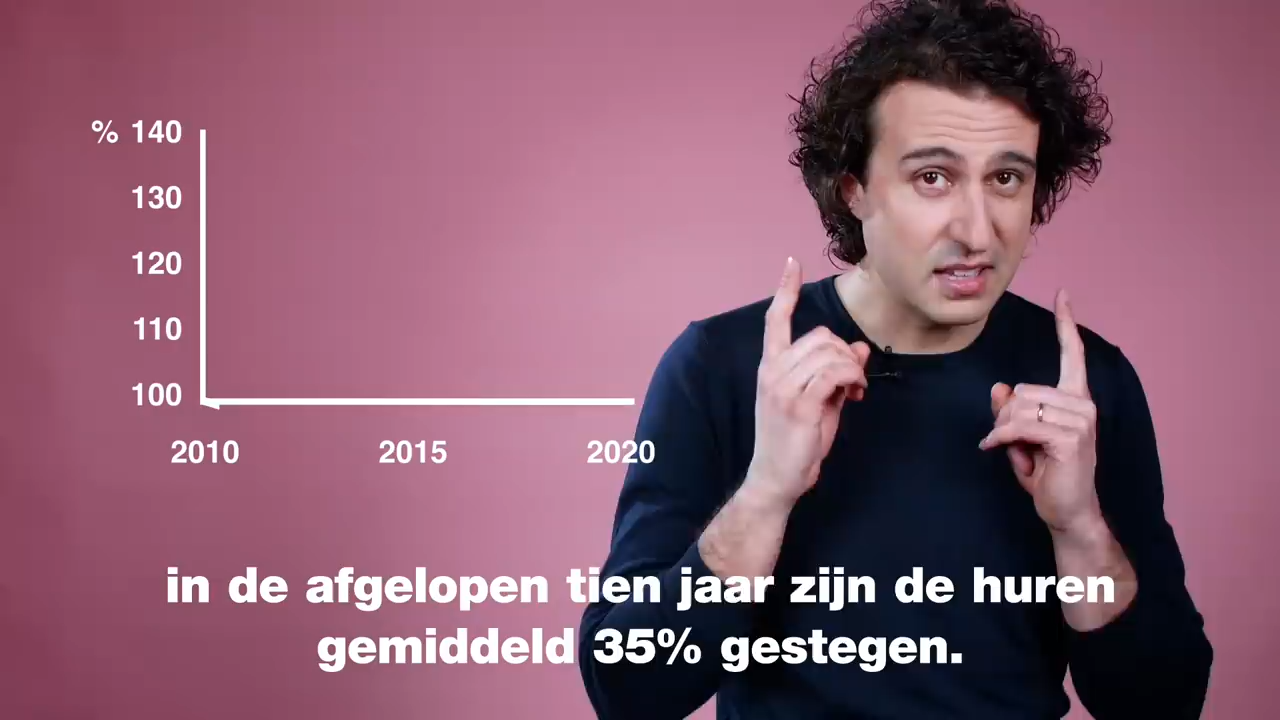 % 140
130
120
110
100
2010 2015 2020
in de afgelopen tien jaar zijn de huren
gemiddeld 35% gestegen.